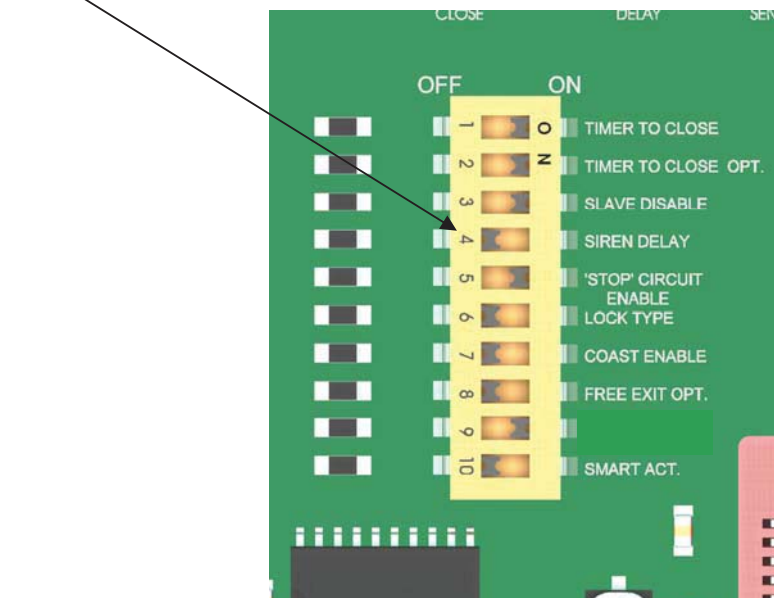 CLOSE DELAY SEN
OFF ON
1 O TIMER TO CLOSE
2 N TIMER TO CLOSE OPT.
3 SLAVE DISABLE
4 SIREN DELAY
5 'STOP' CIRCUIT
ENABLE
6 LOCK TYPE
7 COAST ENABLE
8 FREE EXIT OPT.
9
10 SMART ACT.